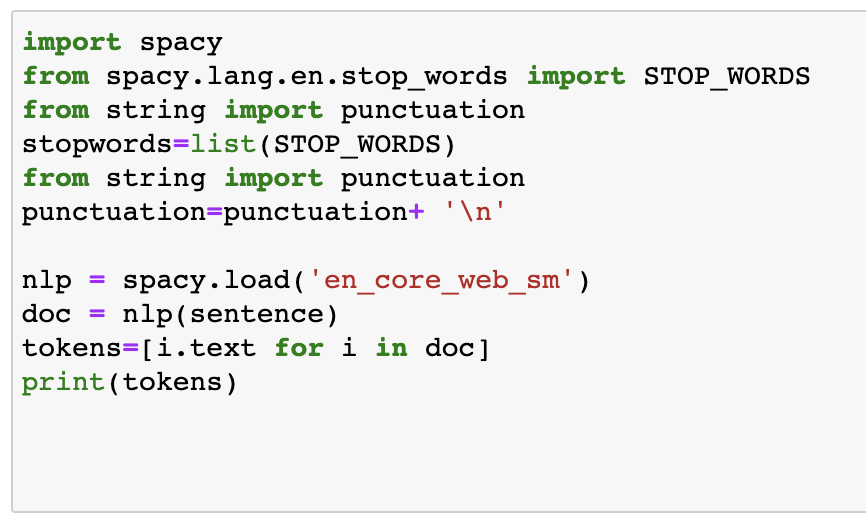 import spacy
from spacy.lang.en.stop_words import STOP_WORDS
from string import punctuation
stopwords=list(STOP_WORDS)
from string import punctuation
punctuation=punctuation+ '\n'
nlp = spacy.load('en_core_web_sm')
doc = nlp(sentence)
tokens=[i.text for i in doc]
print(tokens)